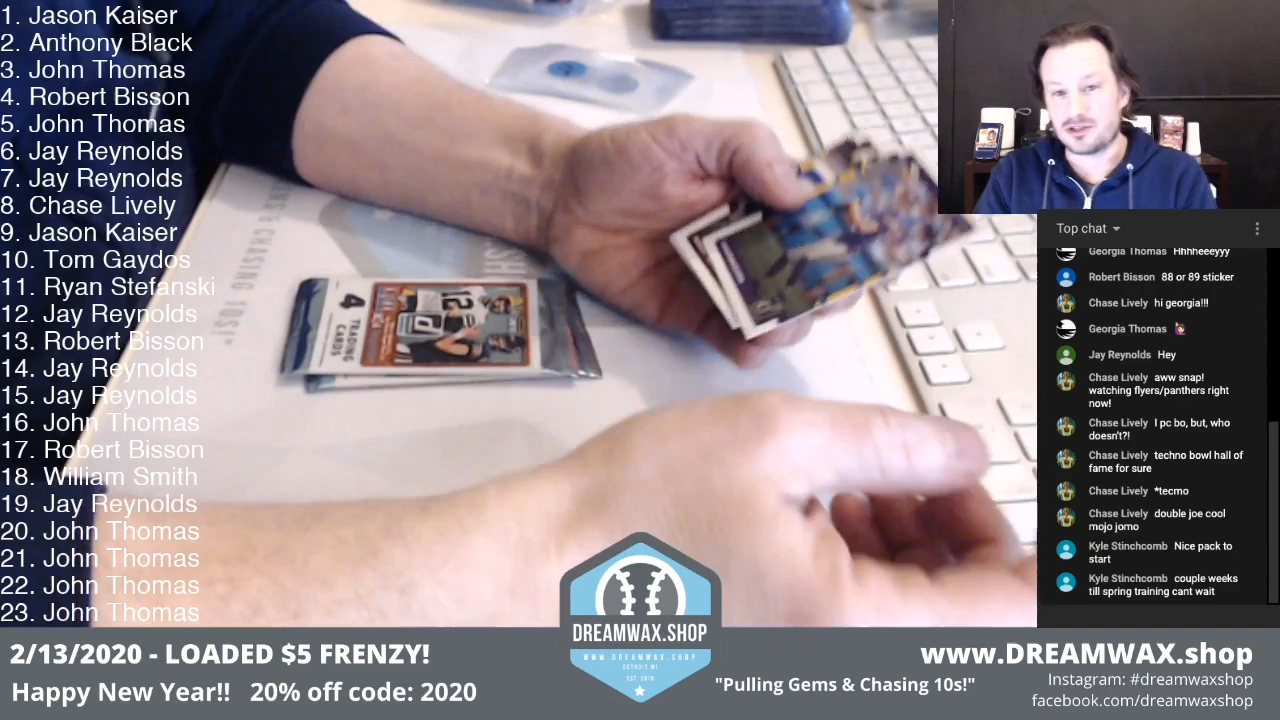 1. Jason Kaiser
2. Anthony Black
3. John Thomas
4. Robert Bisson
5. John Thomas
6. Jay Reynolds
7. Jay Reynolds
8. Chase Lively
9. Jason Kaiser
10. Tom Gaydos
11. Ryan Stefanski
12. Jay Reynolds
13. Robert Bisson
14. Jay Reynolds
15. Jay Reynolds
16. John Thomas
17. Robert Bisson
18. William Smith
19. Jay Reynolds
20. John Thomas
21. John Thomas
22. John Thomas
23. John Thomas
CHASING 10s!"
4 TRADING
CARDS
12
Top chat
Georgia Thomas Hhhheeeyyy
Robert Bisson 88 or 89 sticker
Chase Lively hi georgia!!!
Georgia Thomas
Jay Reynolds Hey
Chase Lively aww snap!
watching flyers/panthers right
now!
Chase Lively I pc bo, but, who
doesn't?!
Chase Lively techno bowl hall of
fame for sure
Chase Lively *tecmo
Chase Lively double joe cool
mojo jomo
Kyle Stinchcomb Nice pack to
start
Kyle Stinchcomb couple weeks
till spring training cant wait
2/13/2020 - LOADED $5 FRENZY!
Happy New Year!! 20% off code: 2020
DREAMWAX.SHOP
WWW.DREAMWAX.SHOP
DETROIT MI
EST. 2019
"Pulling Gems & Chasing 10s!"
www.DREAMWAX.shop
Instagram: #dreamwaxshop
facebook.com/dreamwaxshop